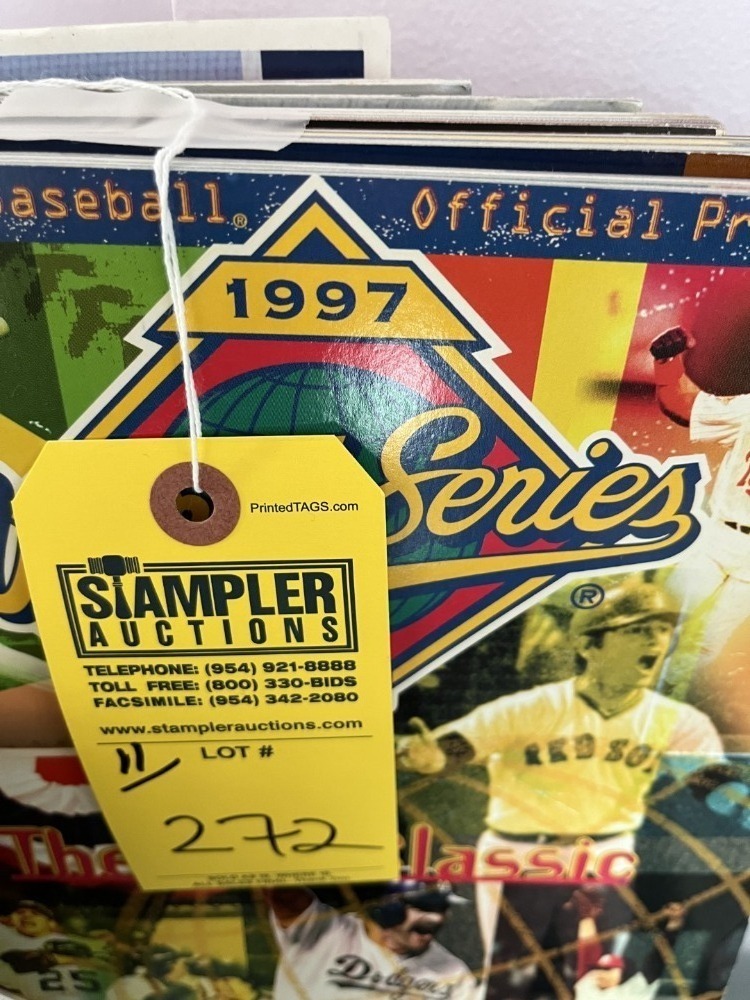 Baseball® Official Pr
1997
Series
®
PrintedTAGS.com
STAMPLER
AUCTIONS
TELEPHONE: (954) 921-8888
TOLL FREE: (800) 330-BIDS
FACSIMILE: (954) 342-2080
www.stamplerauctions.com
11/ LOT #
272
RED SOX
The Classic
25
Dodgers